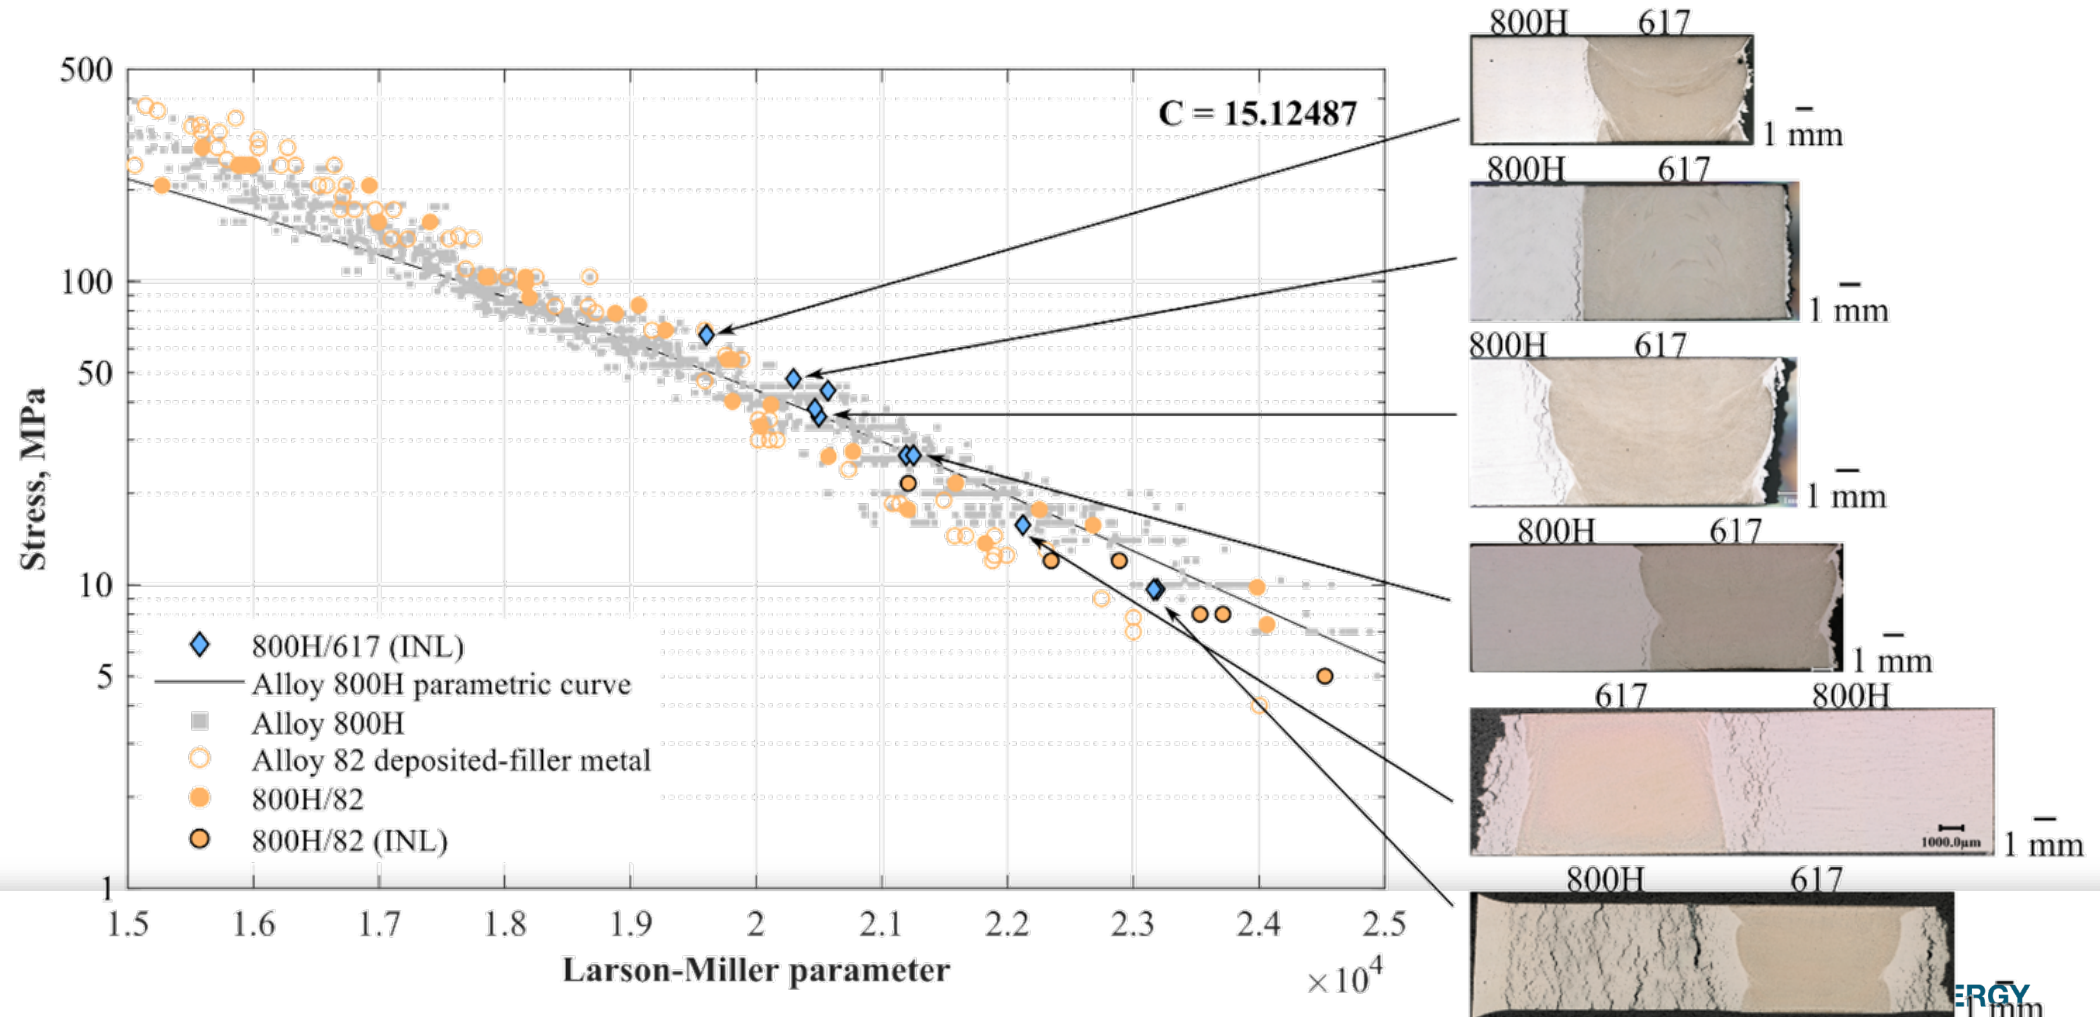 500
100
50
10
5
1
Stress, MPa
C = 15.12487
800H/617 (INL)
Alloy 800H parametric curve
Alloy 800H
Alloy 82 deposited-filler metal
800H/82
800H/82 (INL)
1.5 1.6 1.7 1.8 1.9 2 2.1 2.2 2.3 2.4 2.5
Larson-Miller parameter
×10⁴
800H 617
1 mm
800H 617
1 mm
800H 617
1 mm
800H 617
1 mm
617 800H
1000.0µm
1 mm
800H 617
ERGY
1 mm